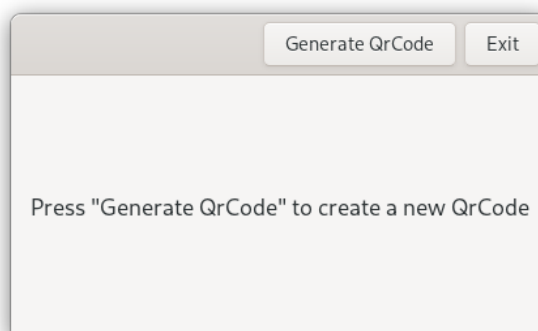 Generate QrCode Exit
Press "Generate QrCode" to create a new QrCode